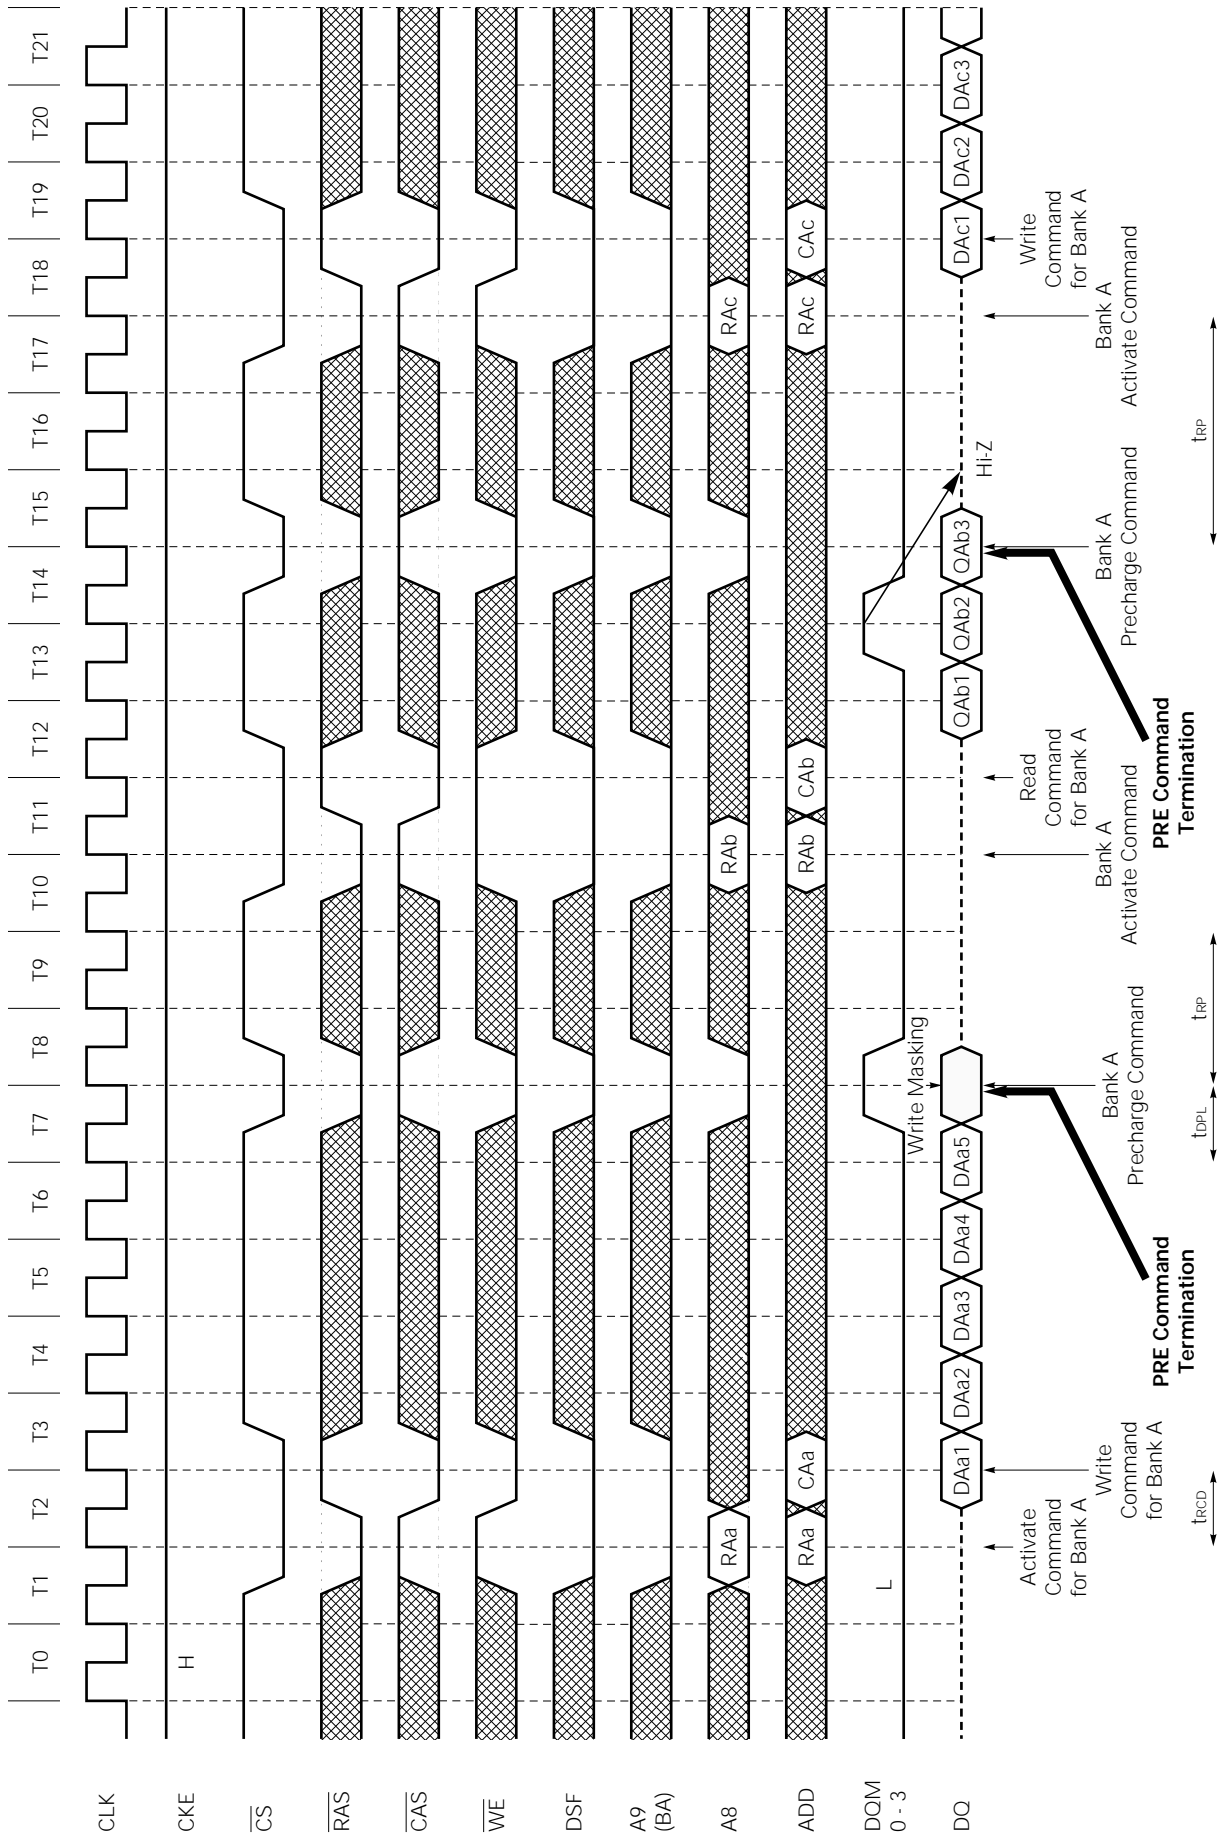 T0 T1 T2 T3 T4 T5 T6 T7 T8 T9 T10 T11 T12 T13 T14 T15 T16 T17 T18 T19 T20 T21
CLK
CKE
H
CS
RAS
CAS
WE
DSF
A9
(BA)
A8
RAa RAb RAc
ADD
RAa CAa RAb CAb RAc CAc
DQM
0 - 3
L
Write Masking
Hi-Z
DQ
DAa1 DAa2 DAa3 DAa4 DAa5 QAb1 QAb2 QAb3 DAc1 DAc2 DAc3
Activate
Command
for Bank A
Write
Command
for Bank A
Bank A
Precharge Command
Bank A
Activate Command
Read
Command
for Bank A
Bank A
Precharge Command
Bank A
Activate Command
Write
Command
for Bank A
PRE Command
Termination
PRE Command
Termination
tRCD
tDPL
tRP
tRP